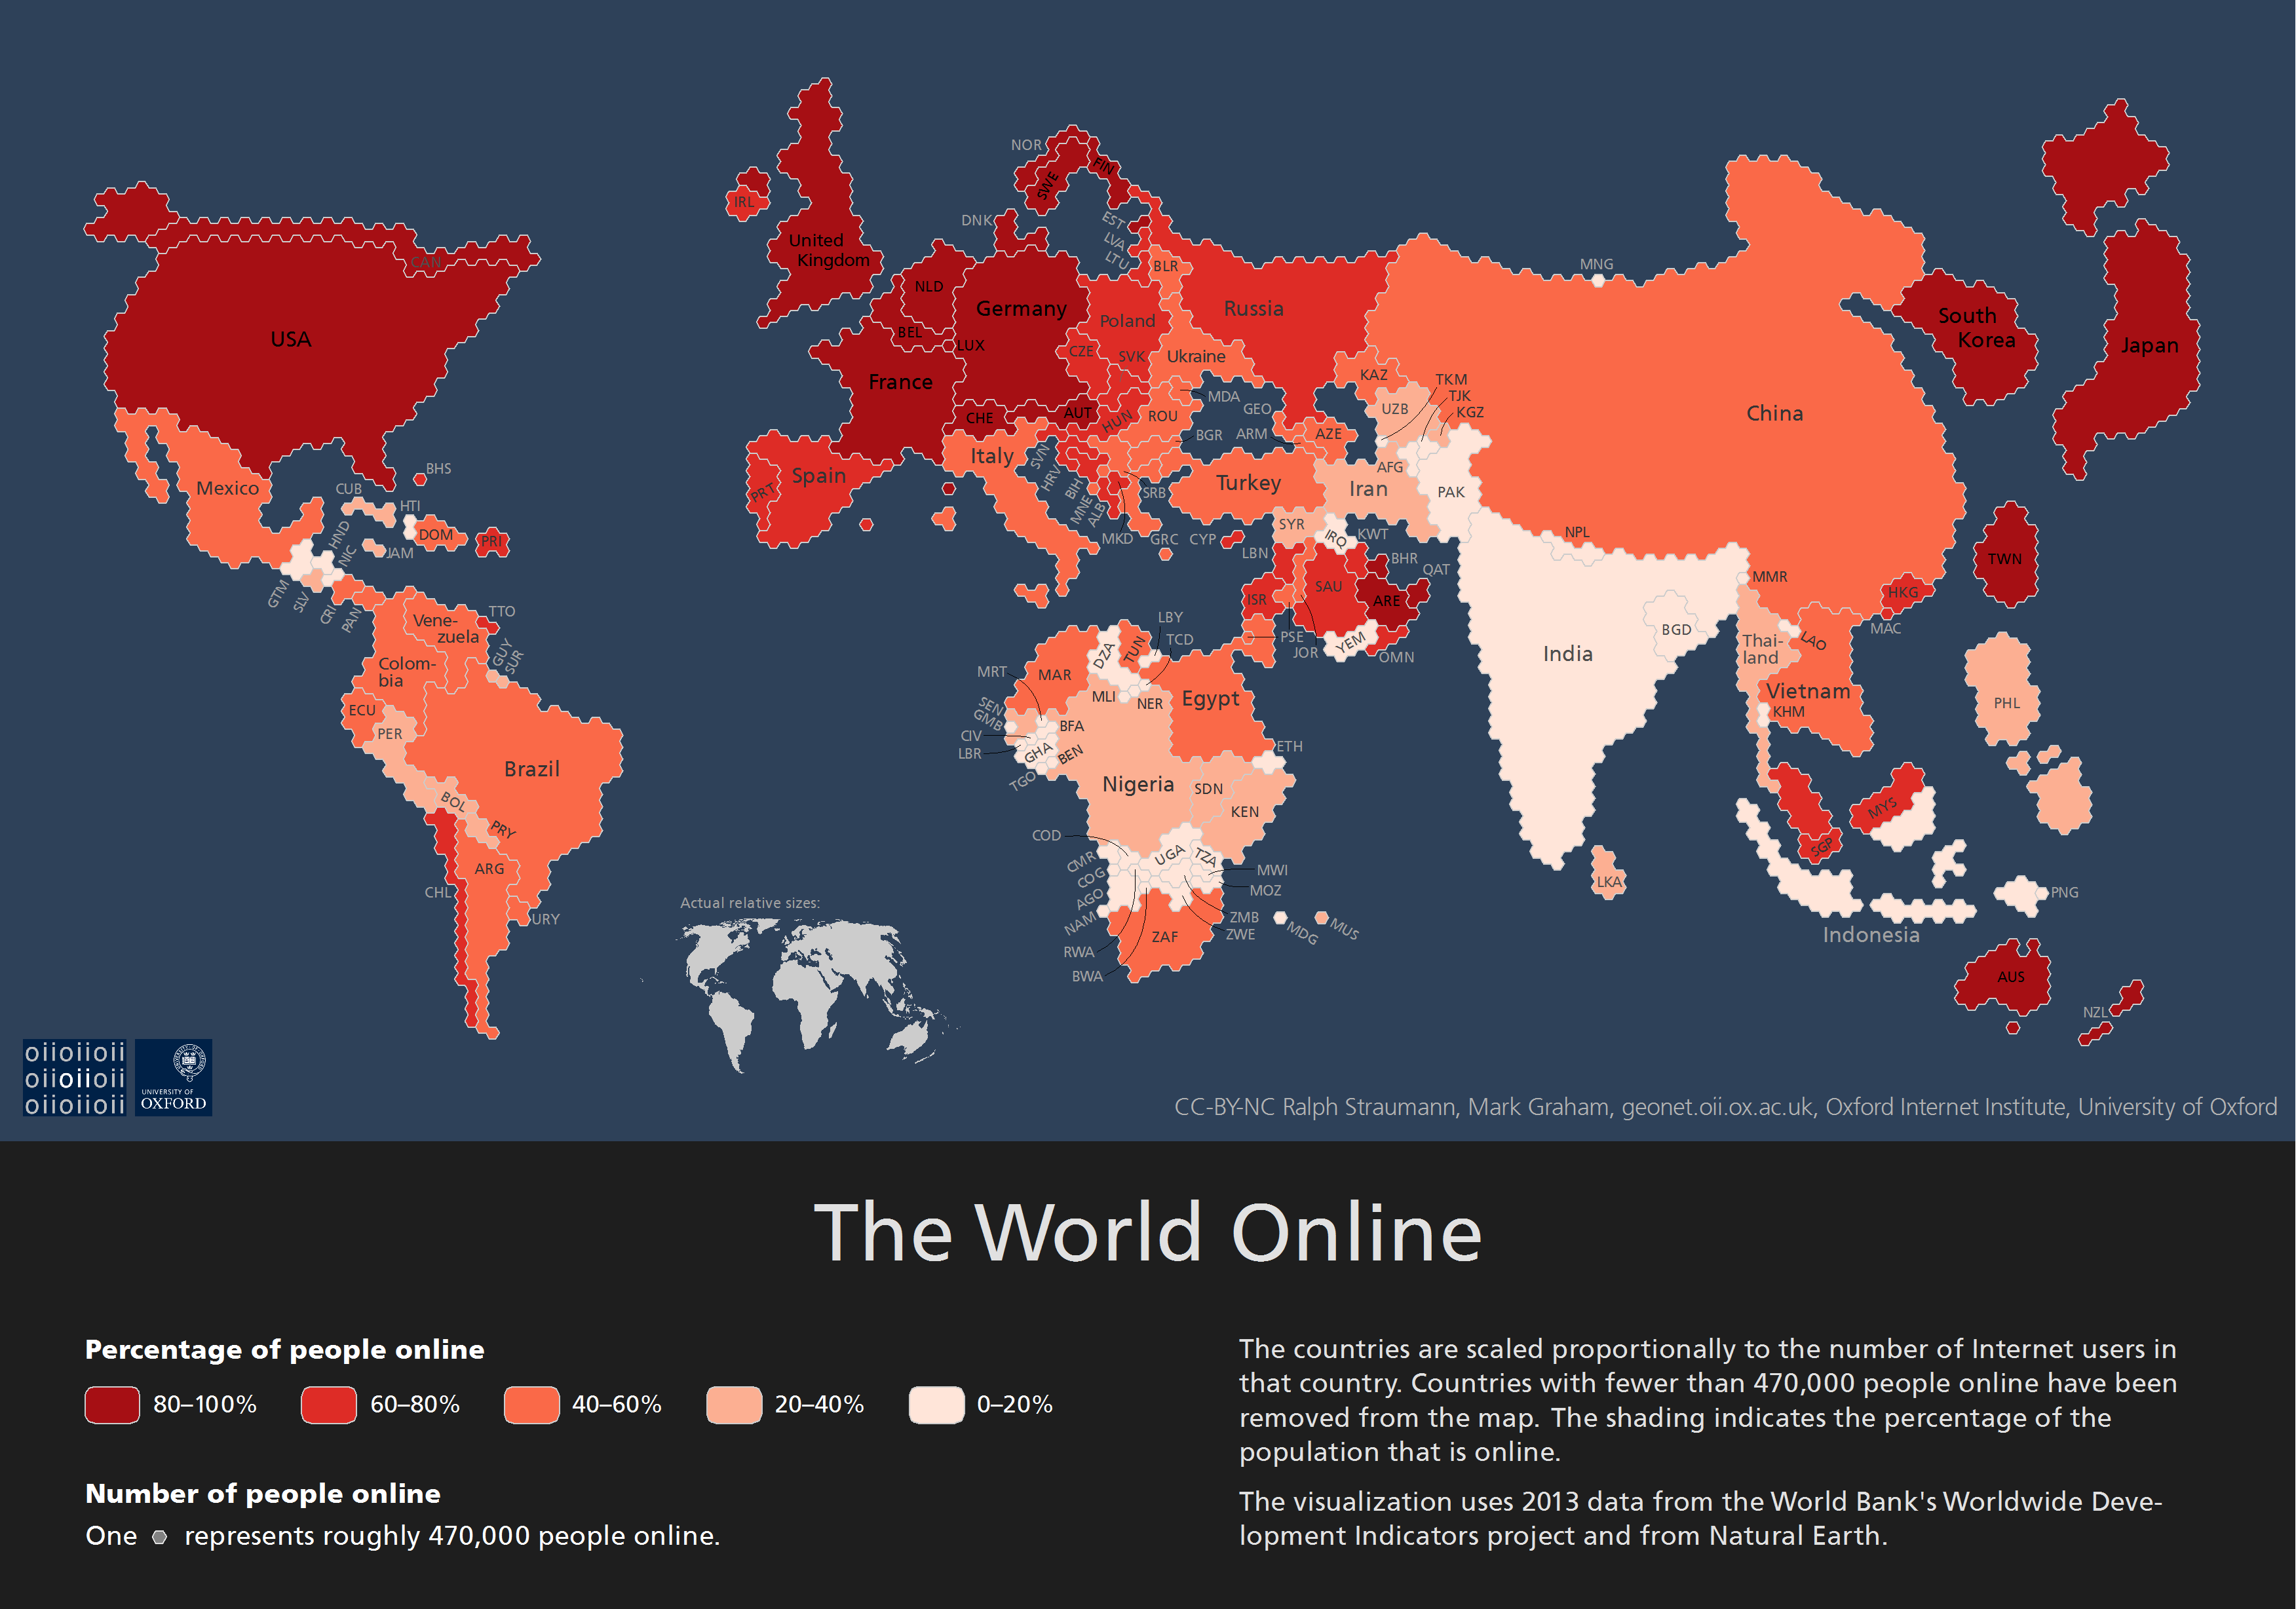 NOR
FIN
SWE
IRL
DNK
EST
LVA
LTU
United
Kingdom
CAN
BLR
MNG
NLD
Germany
Russia
Poland
South
Korea
USA
BEL
LUX
CZE
SVK
Ukraine
Japan
France
KAZ
TKM
TJK
KGZ
MDA
UZB
GEO
China
CHE
AUT
HUN
ROU
BGR
ARM
AZE
Italy
SVN
HRV
BIH
MNE
ALB
SRB
MKD
GRC
CYP
Spain
PRT
BHS
Mexico
CUB
HTI
DOM
PRI
JAM
HND
NIC
GTM
SLV
CRI
PAN
Turkey
Iran
AFG
PAK
SYR
IRQ
KWT
LBN
BHR
QAT
NPL
TWN
MMR
SAU
ARE
ISR
HKG
MAC
PSE
JOR
YEM
OMN
BGD
India
Thai-
land
LAO
Vietnam
KHM
PHL
TTO
Vene-
zuela
GUY
SUR
Colom-
bia
ECU
PER
Brazil
BOL
PRY
ARG
CHL
URY
LBY
TCD
DZA
TUN
MRT
MAR
MLI
NER
Egypt
SEN
GMB
CIV
LBR
BFA
GHA
BEN
TGO
ETH
Nigeria
SDN
KEN
COD
CMR
COG
AGO
NAM
UGA
TZA
MWI
MOZ
ZMB
ZWE
MDG
MUS
ZAF
RWA
BWA
MYS
SGP
LKA
PNG
Indonesia
AUS
NZL
Actual relative sizes:
oiioiioii
oiioiioii
oiioiioii
UNIVERSITY OF
OXFORD
CC-BY-NC Ralph Straumann, Mark Graham, geonet.oii.ox.ac.uk, Oxford Internet Institute, University of Oxford
The World Online
Percentage of people online
80–100% 60–80% 40–60% 20–40% 0–20%
Number of people online
One represents roughly 470,000 people online.
The countries are scaled proportionally to the number of Internet users in
that country. Countries with fewer than 470,000 people online have been
removed from the map. The shading indicates the percentage of the
population that is online.
The visualization uses 2013 data from the World Bank's Worldwide Deve-
lopment Indicators project and from Natural Earth.